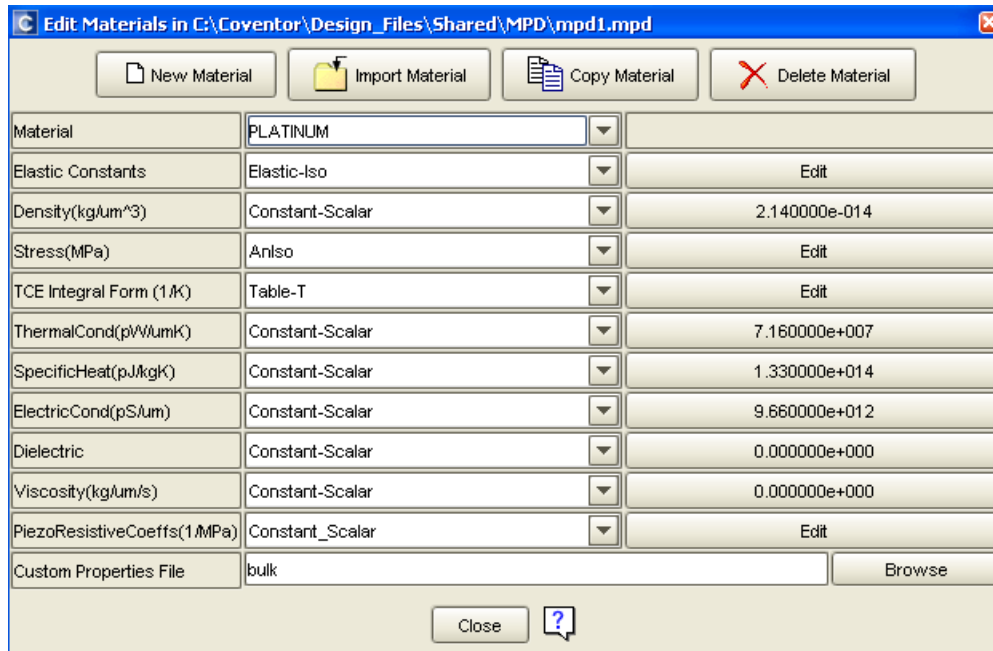 C Edit Materials in C:\Coventor\Design_Files\Shared\MPD\mpd1.mpd
New Material Import Material Copy Material Delete Material
Material PLATINUM
Elastic Constants Elastic-Iso Edit
Density(kg/um^3) Constant-Scalar 2.140000e-014
Stress(MPa) AnIso Edit
TCE Integral Form (1/K) Table-T Edit
ThermalCond(pW/umK) Constant-Scalar 7.160000e+007
SpecificHeat(pJ/kgK) Constant-Scalar 1.330000e+014
ElectricCond(pS/um) Constant-Scalar 9.660000e+012
Dielectric Constant-Scalar 0.000000e+000
Viscosity(kg/um/s) Constant-Scalar 0.000000e+000
PiezoResistiveCoeffs(1/MPa) Constant_Scalar Edit
Custom Properties File bulk Browse
Close ?